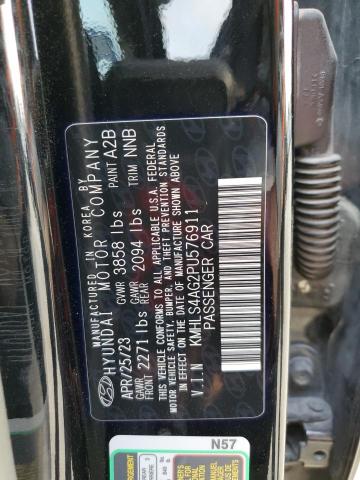 MANUFACTURED IN KOREA BY
HYUNDAI MOTOR COMPANY
APR/25/23 GVWR 3858 lbs PAINT A2B
GAWR FRONT 2271 lbs GAWR REAR 2094 lbs TRIM NNB
THIS VEHICLE CONFORMS TO ALL APPLICABLE U.S.A. FEDERAL
MOTOR VEHICLE SAFETY, BUMPER, AND THEFT PREVENTION STANDARDS
IN EFFECT ON THE DATE OF MANUFACTURE SHOWN ABOVE
V.I.N KMHLS4AG2PU576911
PASSENGER CAR
N57